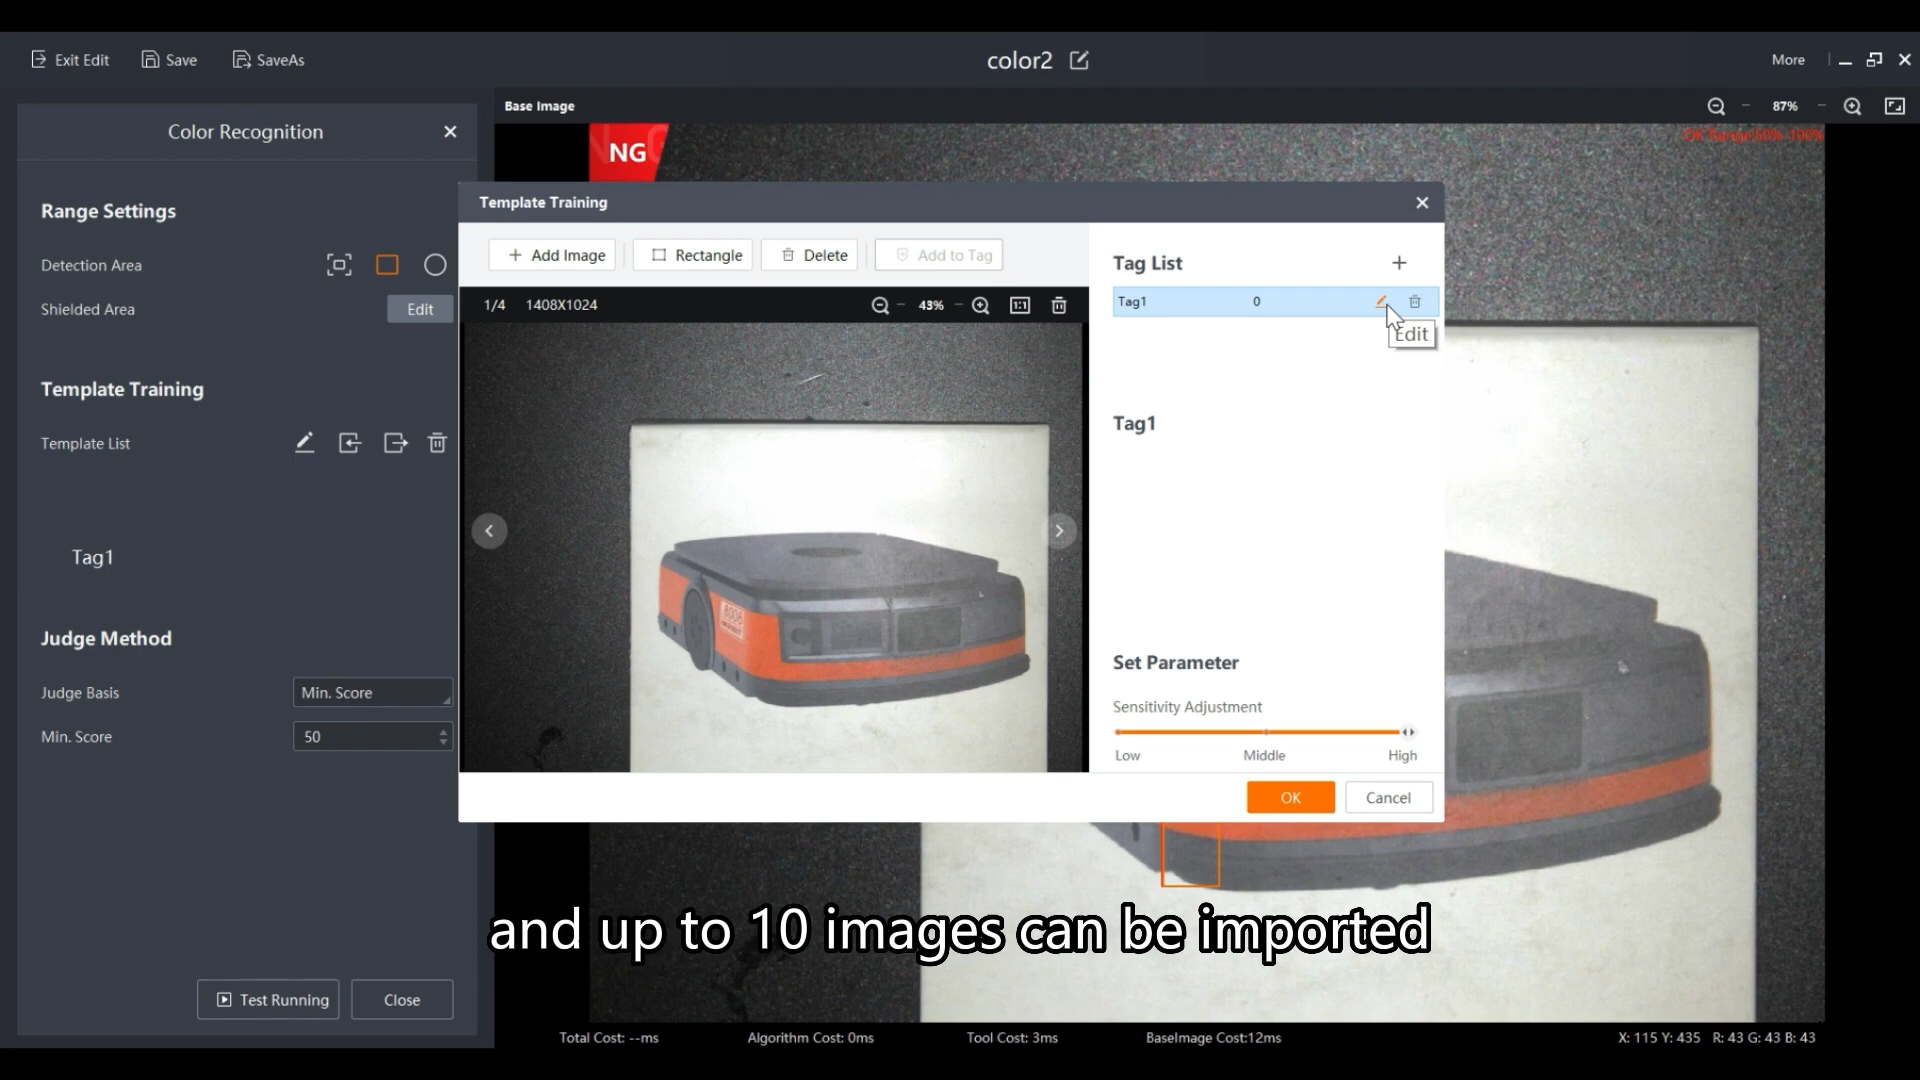 Exit Edit
Save
SaveAs
color2
More
Color Recognition
Base Image
87%
NG
Range Settings
Detection Area
Shielded Area
Edit
Template Training
Template List
Tag1
Judge Method
Judge Basis
Min. Score
Min. Score
50
Test Running
Close
Template Training
Add Image
Rectangle
Delete
Add to Tag
1/4
1408X1024
43%
1:1
Tag List
Tag1
0
Edit
Tag1
Set Parameter
Sensitivity Adjustment
Low
Middle
High
OK
Cancel
and up to 10 images can be imported
Total Cost: --ms
Algorithm Cost: 0ms
Tool Cost: 3ms
BaseImage Cost:12ms
X: 115 Y: 435
R: 43 G: 43 B: 43